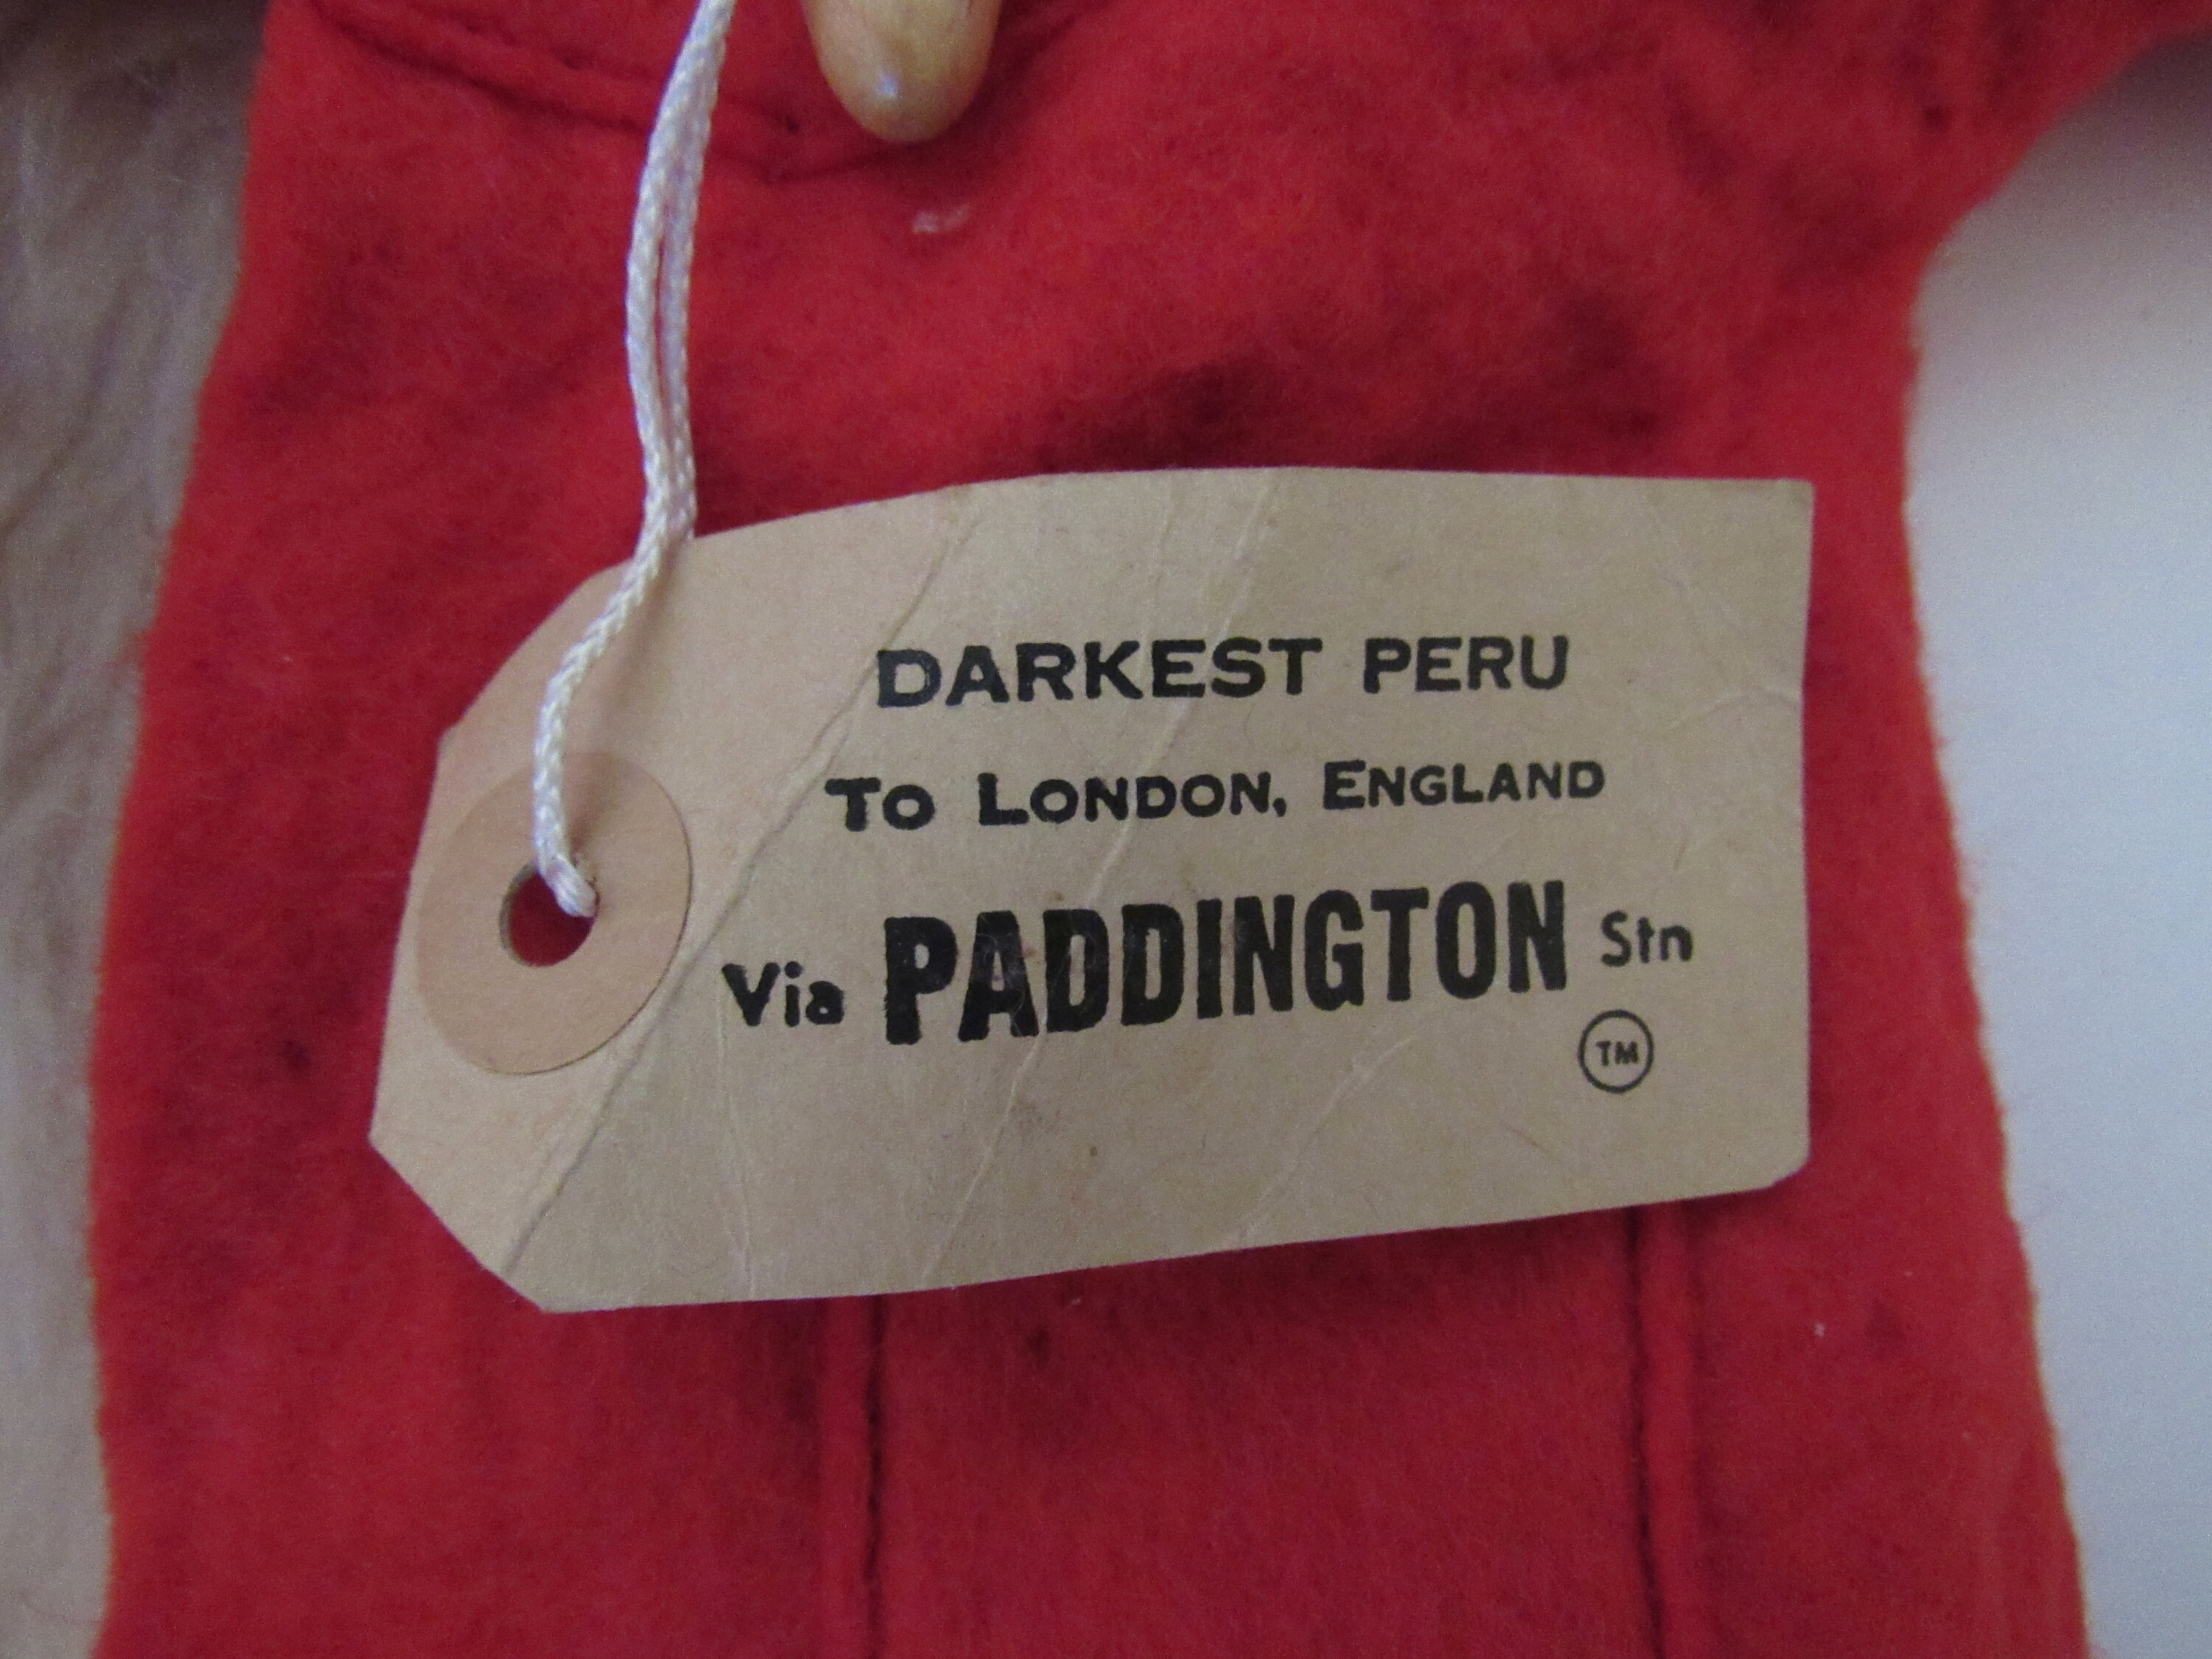 DARKEST PERU
To LONDON, ENGLAND
Via PADDINGTON Stn
TM